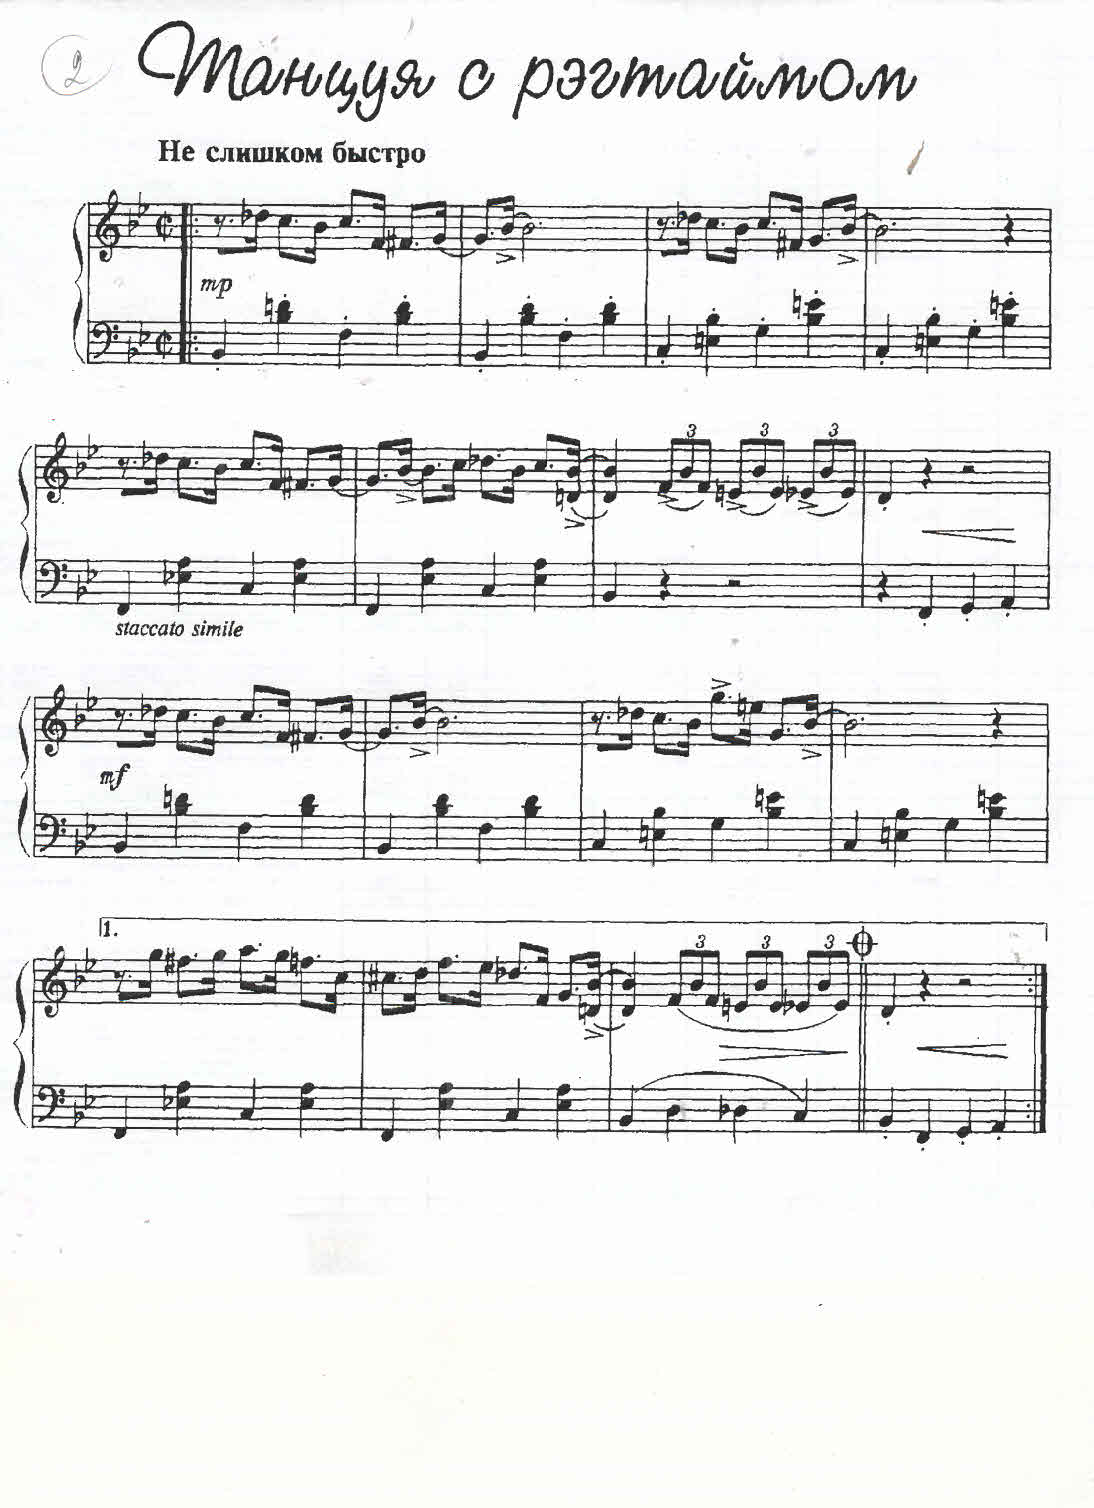 2
Танцуя с рэгтаймом
Не слишком быстро
mp
3 3 3
staccato simile
mf
1.
3 3 3